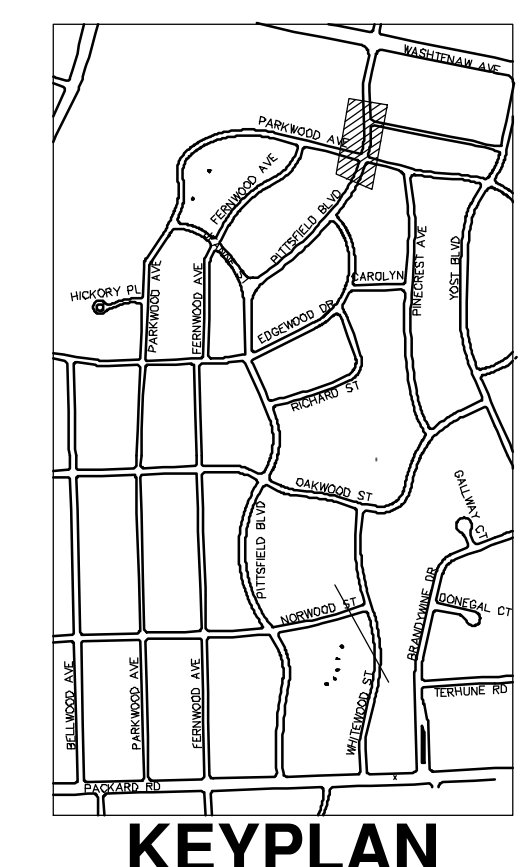 WASHTENAW AVE
PARKWOOD AVE
FERNWOOD AVE
PITTSFIELD BLVD
CAROLYN
PINECREST AVE
YOST BLVD
HICKORY PL
PARKWOOD AVE
FERNWOOD AVE
EDGEWOOD DR
RICHARD ST
OAKWOOD ST
GALLWAY CT
PITTSFIELD BLVD
BRANDYWINE DR
DONEGAL CT
NORWOOD ST
WHITEWOOD ST
TERHUNE RD
BELLWOOD AVE
PARKWOOD AVE
FERNWOOD AVE
PACKARD RD
KEYPLAN